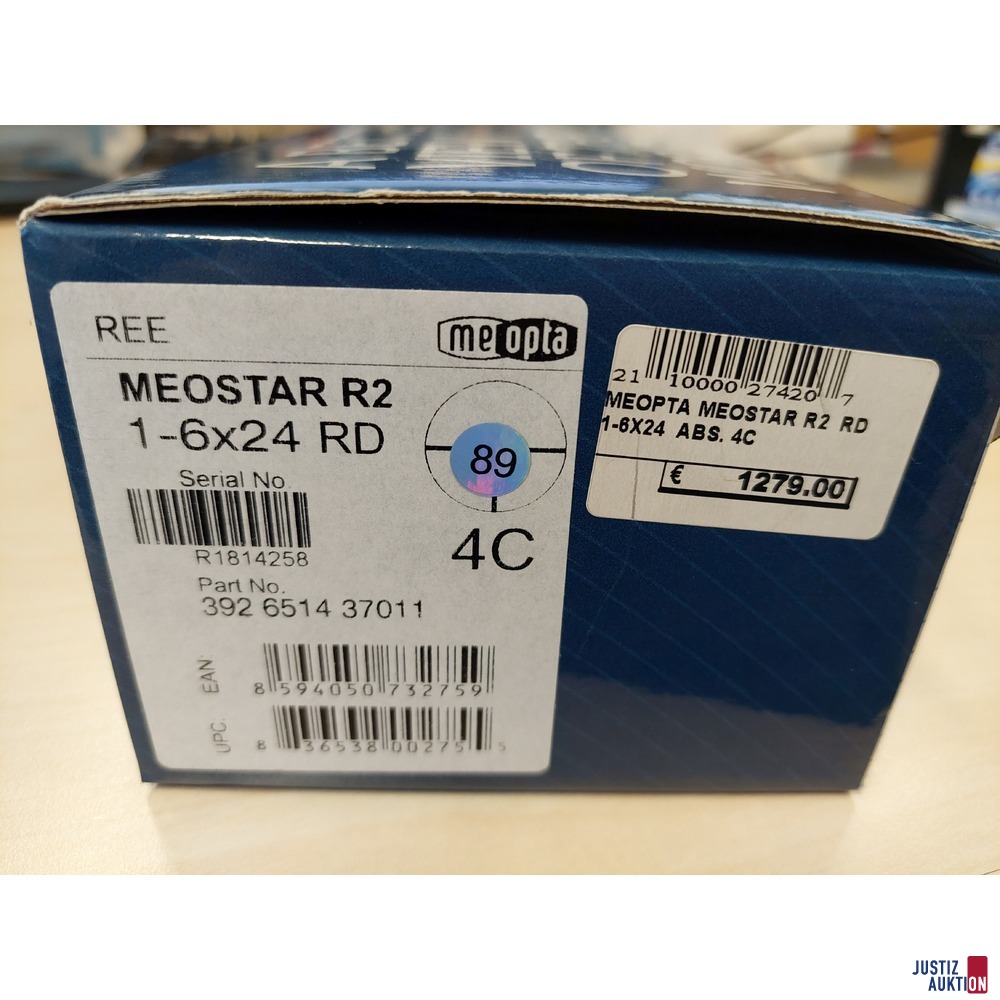 REE
meopta
MEOSTAR R2
1-6x24 RD
89
Serial No.
R1814258
4C
Part No.
392 6514 37011
EAN:
8 594050 732759
UPC:
8 36538 00275 5
21 10000 27420 7
MEOPTA MEOSTAR R2 RD
1-6X24 ABS. 4C
€ 1279.00
JUSTIZ
AUKTION